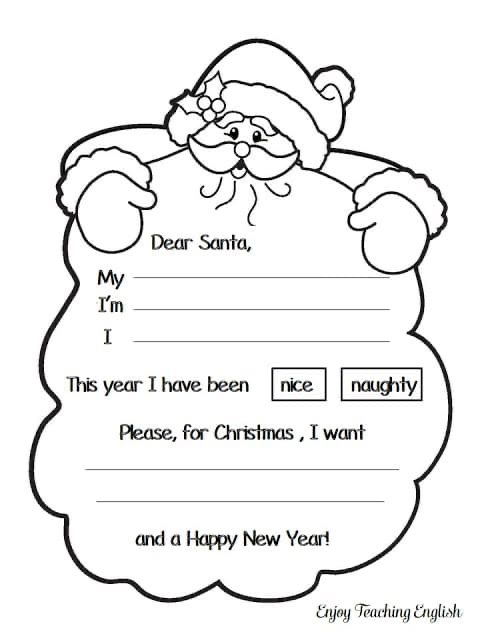 Dear Santa,
My
I'm
I
This year I have been nice naughty
Please, for Christmas , I want
and a Happy New Year!
Enjoy Teaching English